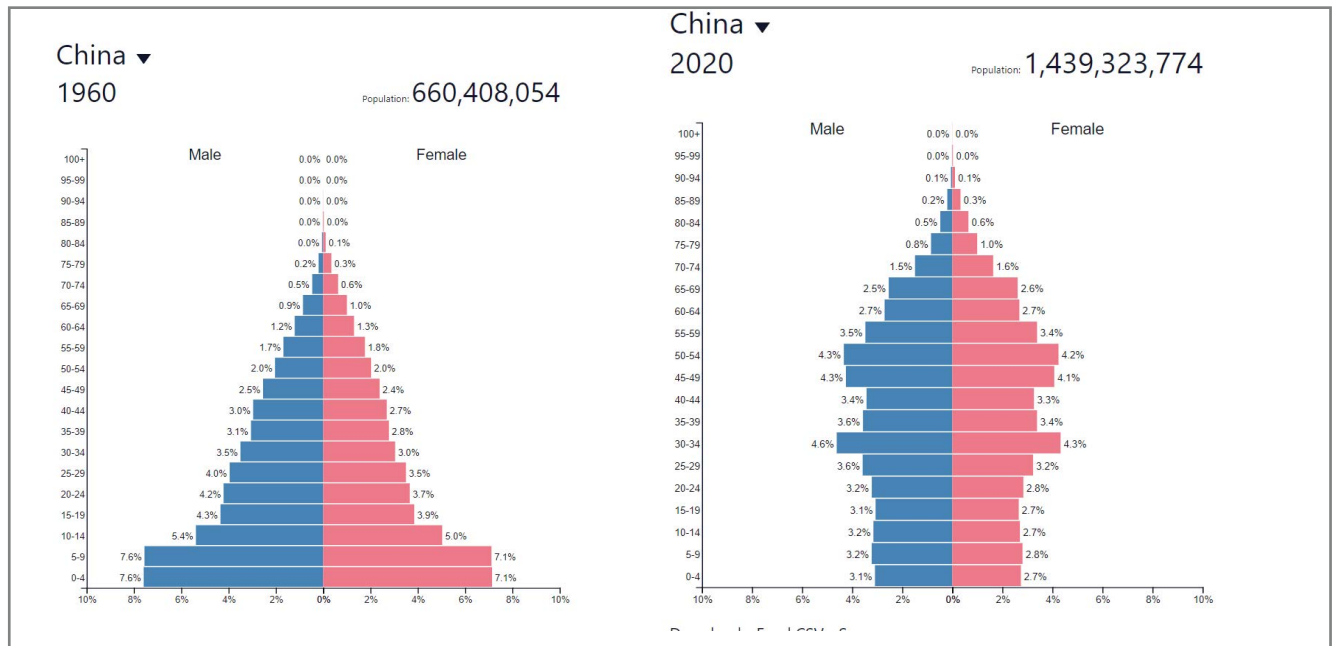 China
1960
Population: 660,408,054
Male Female
100+ 0.0% 0.0%
95-99 0.0% 0.0%
90-94 0.0% 0.0%
85-89 0.0% 0.0%
80-84 0.0% 0.1%
75-79 0.2% 0.3%
70-74 0.5% 0.6%
65-69 0.9% 1.0%
60-64 1.2% 1.3%
55-59 1.7% 1.8%
50-54 2.0% 2.0%
45-49 2.5% 2.4%
40-44 3.0% 2.7%
35-39 3.1% 2.8%
30-34 3.5% 3.0%
25-29 4.0% 3.5%
20-24 4.2% 3.7%
15-19 4.3% 3.9%
10-14 5.4% 5.0%
5-9 7.6% 7.1%
0-4 7.6% 7.1%
10% 8% 6% 4% 2% 0% 2% 4% 6% 8% 10%
China
2020
Population: 1,439,323,774
Male Female
100+ 0.0% 0.0%
95-99 0.0% 0.0%
90-94 0.1% 0.1%
85-89 0.2% 0.3%
80-84 0.5% 0.6%
75-79 0.8% 1.0%
70-74 1.5% 1.6%
65-69 2.5% 2.6%
60-64 2.7% 2.7%
55-59 3.5% 3.4%
50-54 4.3% 4.2%
45-49 4.3% 4.1%
40-44 3.4% 3.3%
35-39 3.6% 3.4%
30-34 4.6% 4.3%
25-29 3.6% 3.2%
20-24 3.2% 2.8%
15-19 3.1% 2.7%
10-14 3.2% 2.7%
5-9 3.2% 2.8%
0-4 3.1% 2.7%
10% 8% 6% 4% 2% 0% 2% 4% 6% 8% 10%